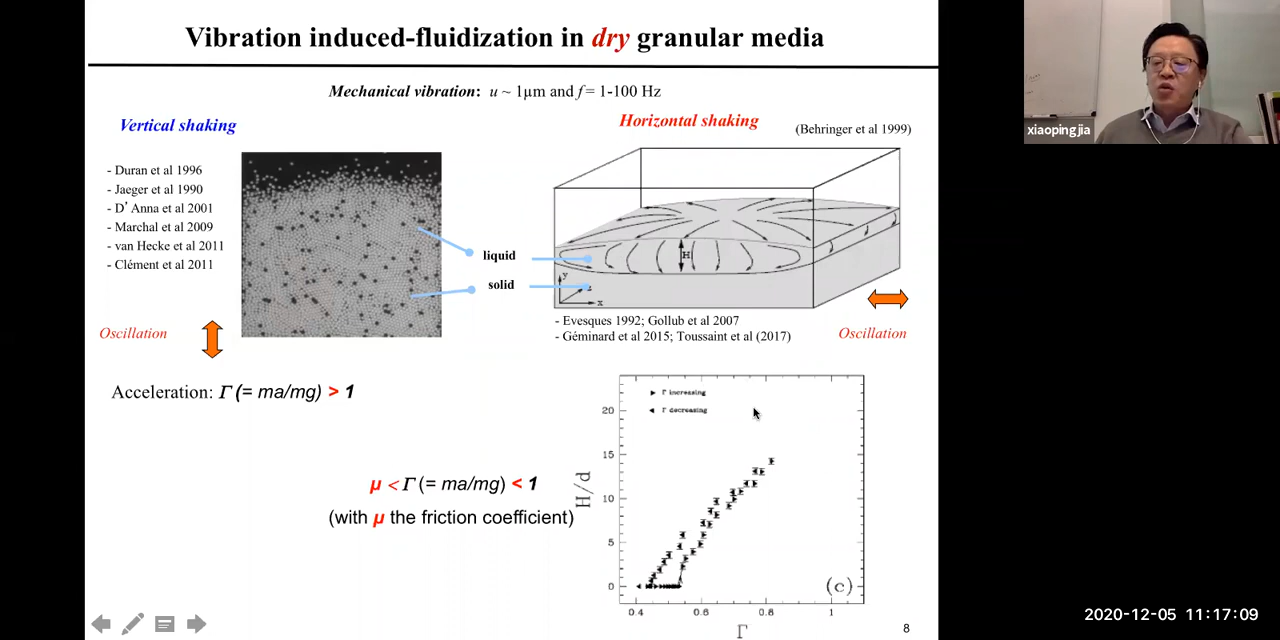 Vibration induced-fluidization in dry granular media
Mechanical vibration: u ~ 1μm and f = 1-100 Hz
Vertical shaking
- Duran et al 1996
- Jaeger et al 1990
- D' Anna et al 2001
- Marchal et al 2009
- van Hecke et al 2011
- Clément et al 2011
Oscillation
Horizontal shaking
(Behringer et al 1999)
liquid
solid
H
y
z
x
- Evesques 1992; Gollub et al 2007
- Géminard et al 2015; Toussaint et al (2017)
Oscillation
Acceleration: Γ (= ma/mg) > 1
μ < Γ (= ma/mg) < 1
(with μ the friction coefficient)
Γ increasing
Γ decreasing
H/d
20
15
10
5
0
0.4 0.6 0.8 1
Γ
(c)
8
xiaoping jia
2020-12-05 11:17:09